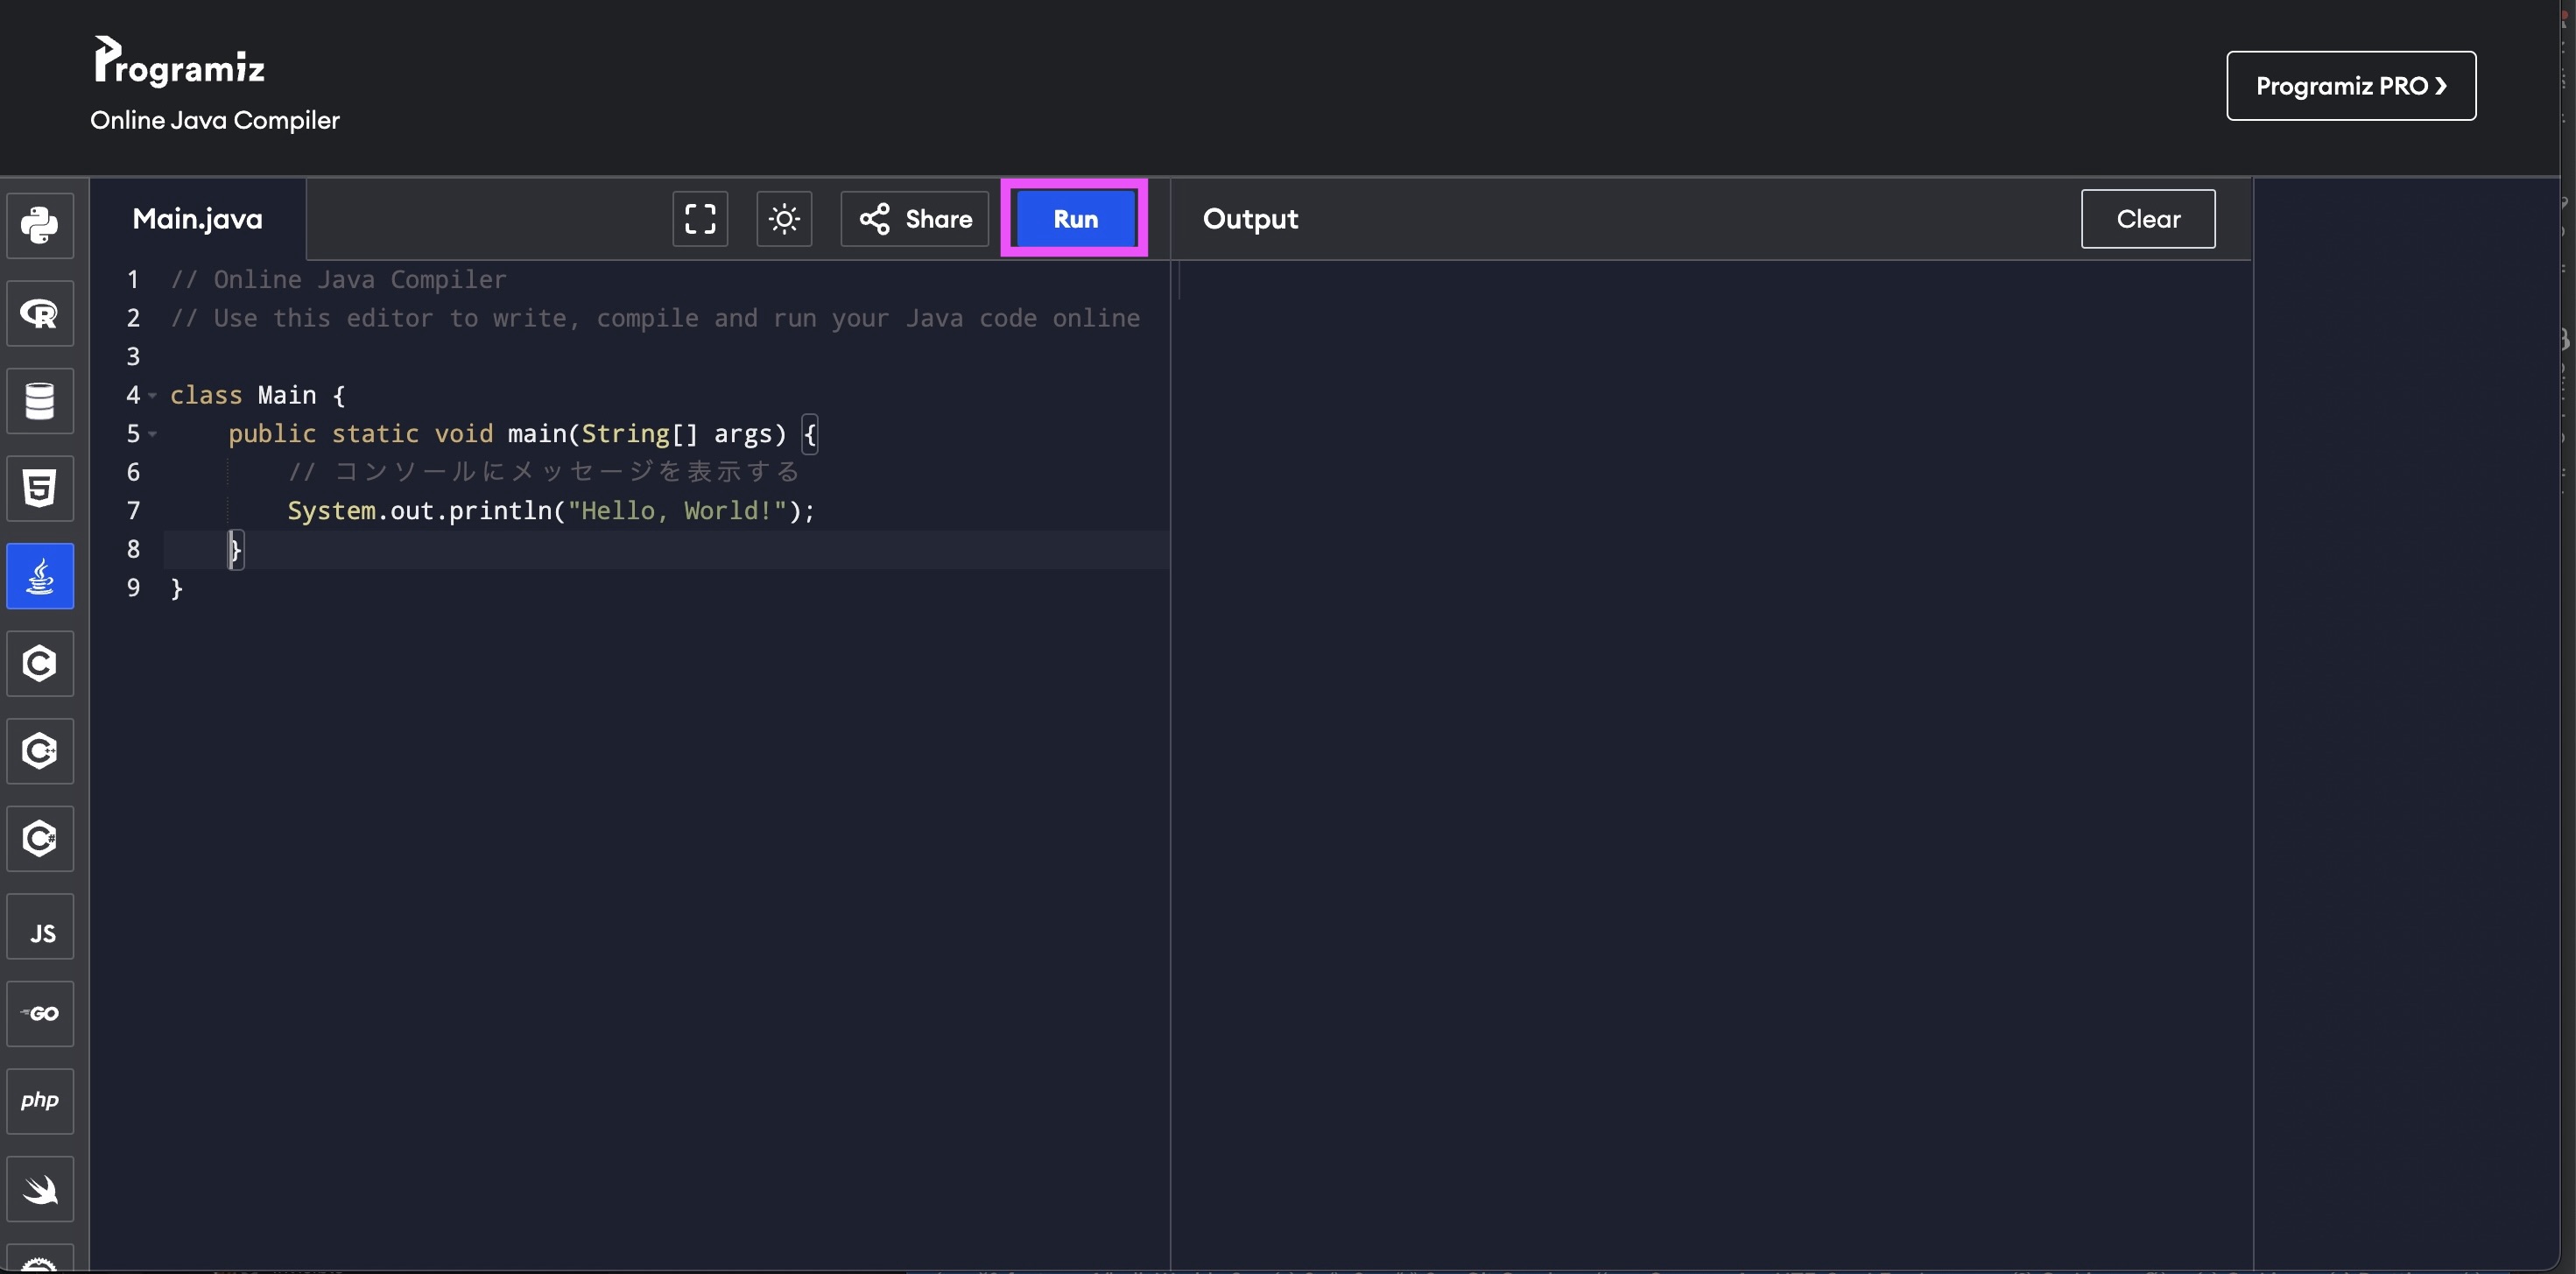 Programiz
Online Java Compiler
Programiz PRO ❯
Main.java
Share
Run
Output
Clear
1 // Online Java Compiler
2 // Use this editor to write, compile and run your Java code online
3
4 class Main {
5 public static void main(String[] args) {
6 // コンソールにメッセージを表示する
7 System.out.println("Hello, World!");
8 }
9 }
R
5
C
C++
C#
JS
GO
php